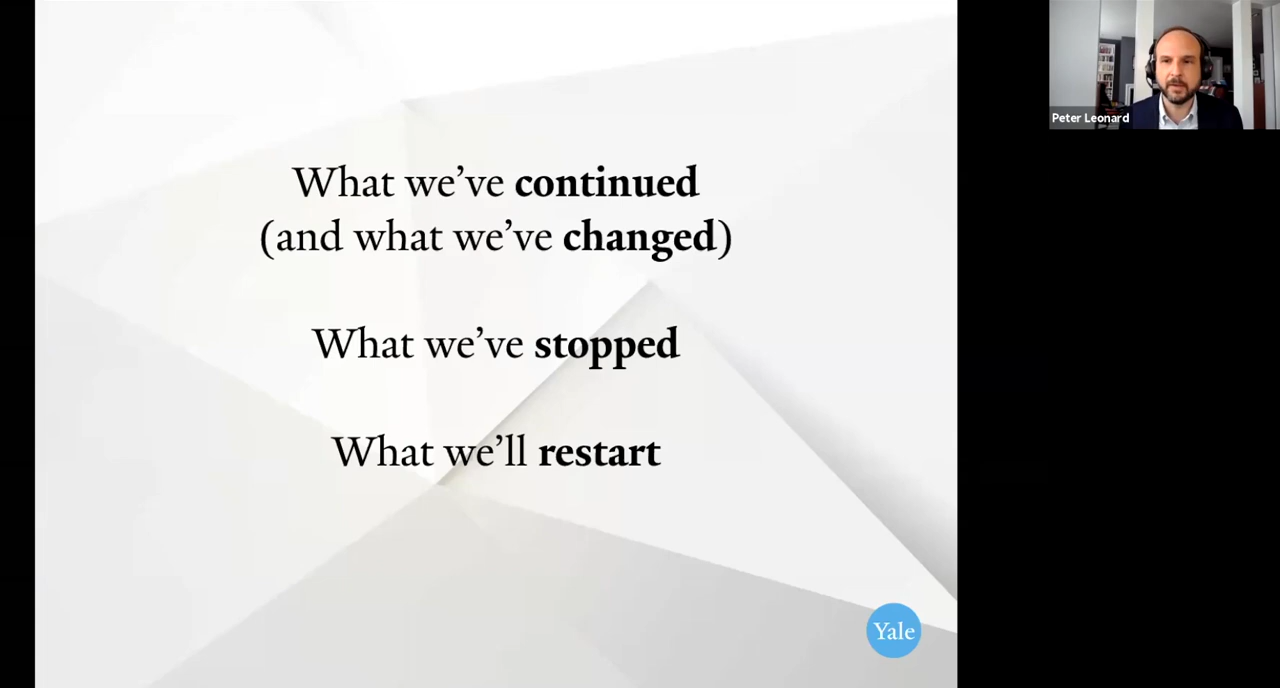 What we’ve continued
(and what we’ve changed)
What we’ve stopped
What we’ll restart
Yale
Peter Leonard